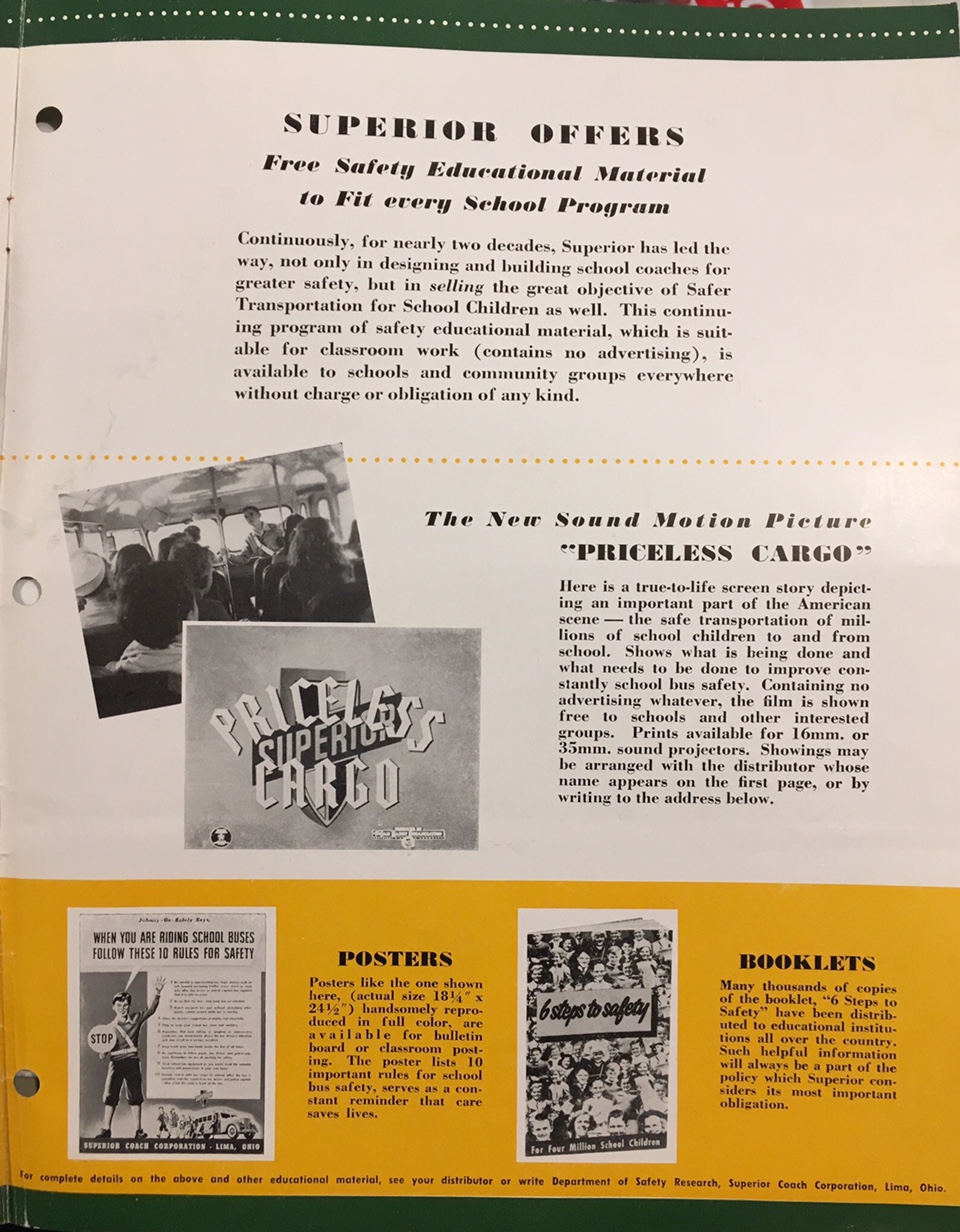 SUPERIOR OFFERS
Free Safety Educational Material
to Fit every School Program
Continuously, for nearly two decades, Superior has led the
way, not only in designing and building school coaches for
greater safety, but in selling the great objective of Safer
Transportation for School Children as well. This continu-
ing program of safety educational material, which is suit-
able for classroom work (contains no advertising), is
available to schools and community groups everywhere
without charge or obligation of any kind.
The New Sound Motion Picture
"PRICELESS CARGO"
Here is a true-to-life screen story depict-
ing an important part of the American
scene — the safe transportation of mil-
lions of school children to and from
school. Shows what is being done and
what needs to be done to improve con-
stantly school bus safety. Containing no
advertising whatever, the film is shown
free to schools and other interested
groups. Prints available for 16mm. or
35mm. sound projectors. Showings may
be arranged with the distributor whose
name appears on the first page, or by
writing to the address below.
PRICELESS
SUPERIOR
CARGO
Johnny-On-Safety Says,
WHEN YOU ARE RIDING SCHOOL BUSES
FOLLOW THESE 10 RULES FOR SAFETY
STOP
SUPERIOR COACH CORPORATION - LIMA, OHIO
POSTERS
Posters like the one shown
here, (actual size 18¼" x
24½") handsomely repro-
duced in full color, are
available for bulletin
board or classroom post-
ing. The poster lists 10
important rules for school
bus safety, serves as a con-
stant reminder that care
saves lives.
6 steps to safety
For Four Million School Children
BOOKLETS
Many thousands of copies
of the booklet, "6 Steps to
Safety" have been distrib-
uted to educational institu-
tions all over the country.
Such helpful information
will always be a part of the
policy which Superior con-
siders its most important
obligation.
For complete details on the above and other educational material, see your distributor or write Department of Safety Research, Superior Coach Corporation, Lima, Ohio.